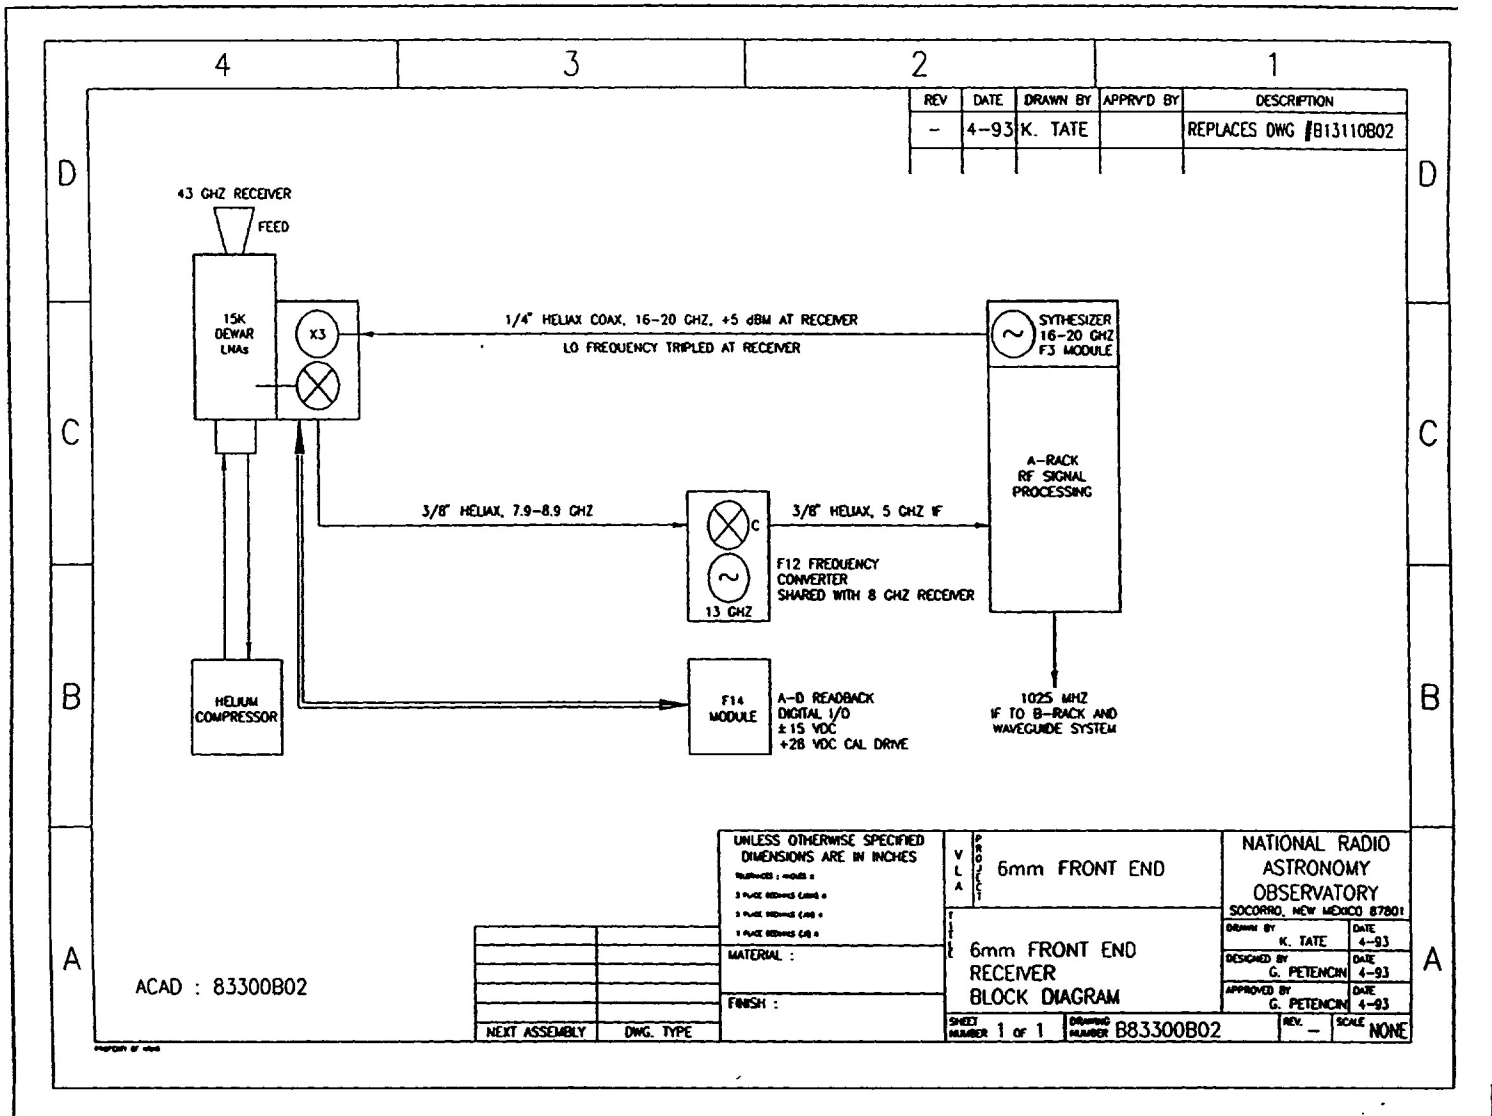 4 3 2 1
REV DATE DRAWN BY APPRV'D BY DESCRIPTION
- 4-93 K. TATE REPLACES DWG #B13110B02
D D
43 GHZ RECEIVER
FEED
15K
DEWAR
LNAs
X3
1/4" HELIAX COAX, 16-20 GHZ, +5 dBM AT RECEIVER
LO FREQUENCY TRIPLED AT RECEIVER
SYTHESIZER
16-20 GHZ
F3 MODULE
C C
A-RACK
RF SIGNAL
PROCESSING
3/8" HELIAX, 7.9-8.9 GHZ
C
3/8" HELIAX, 5 GHZ IF
F12 FREQUENCY
CONVERTER
SHARED WITH 8 GHZ RECEIVER
13 GHZ
B B
HELIUM
COMPRESSOR
F14
MODULE
A-D READBACK
DIGITAL I/O
±15 VDC
+28 VDC CAL DRIVE
1025 MHZ
IF TO B-RACK AND
WAVEGUIDE SYSTEM
A A
ACAD : 83300B02
NEXT ASSEMBLY DWG. TYPE
UNLESS OTHERWISE SPECIFIED
DIMENSIONS ARE IN INCHES
MATERIAL :
FINISH :
VLA
PROJECT
6mm FRONT END
TITLE
6mm FRONT END
RECEIVER
BLOCK DIAGRAM
NATIONAL RADIO
ASTRONOMY
OBSERVATORY
SOCORRO, NEW MEXICO 87801
DRAWN BY K. TATE DATE 4-93
DESIGNED BY G. PETENCIN DATE 4-93
APPROVED BY G. PETENCIN DATE 4-93
SHEET NUMBER 1 OF 1 DRAWING NUMBER B83300B02 REV. - SCALE NONE